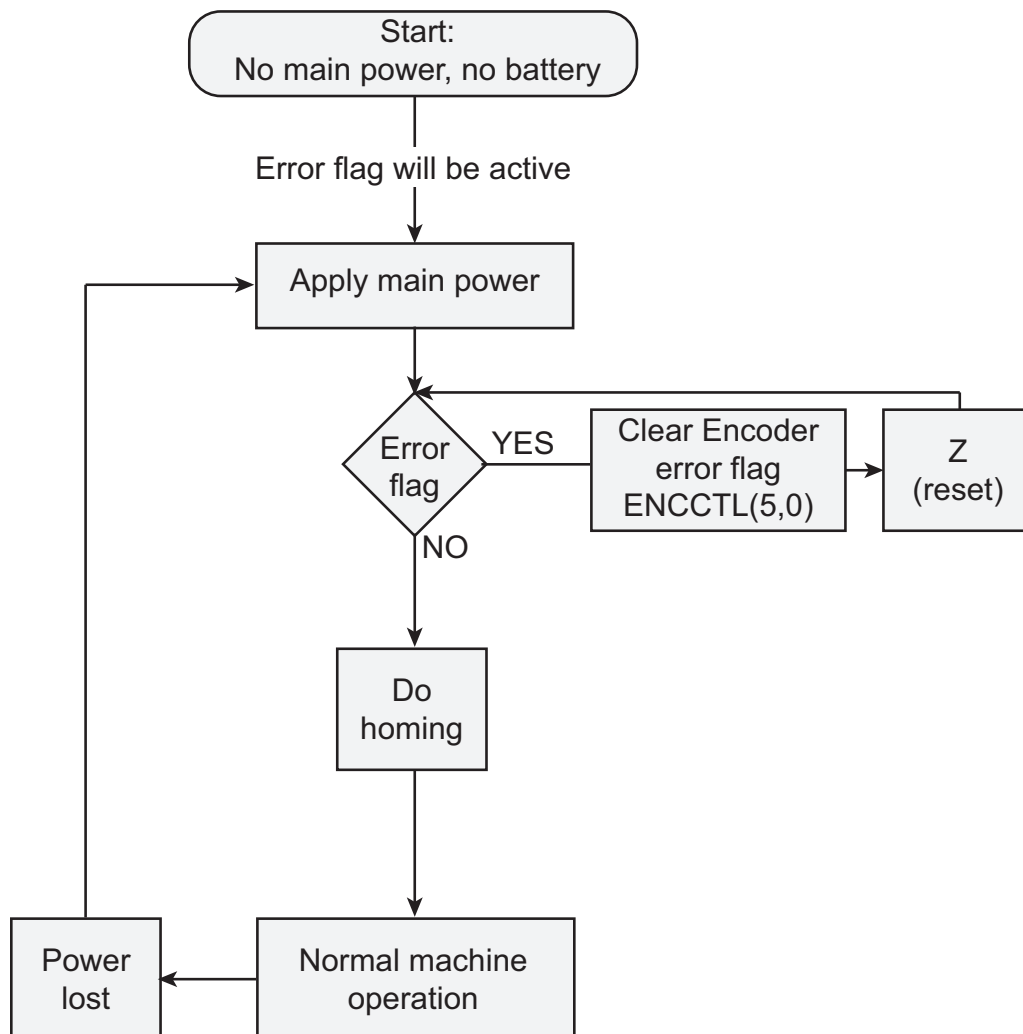 Start:
No main power, no battery
Error flag will be active
Apply main power
Error
flag
YES
Clear Encoder
error flag
ENCCTL(5,0)
Z
(reset)
NO
Do
homing
Power
lost
Normal machine
operation